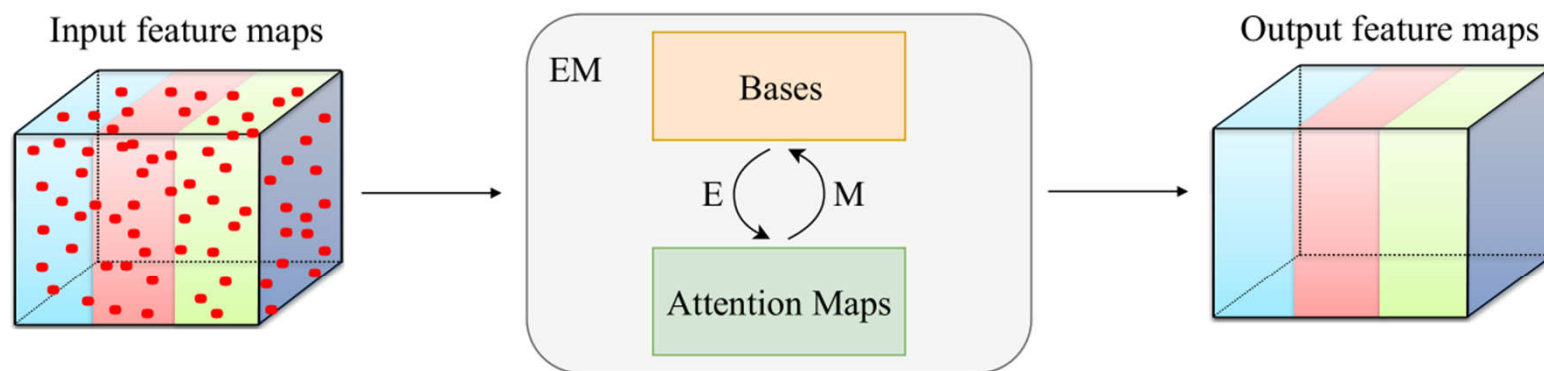 Input feature maps
EM
Bases
E
M
Attention Maps
Output feature maps